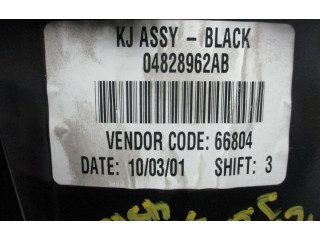 KJ ASSY - BLACK
04828962AB
VENDOR CODE: 66804
DATE: 10/03/01 SHIFT: 3